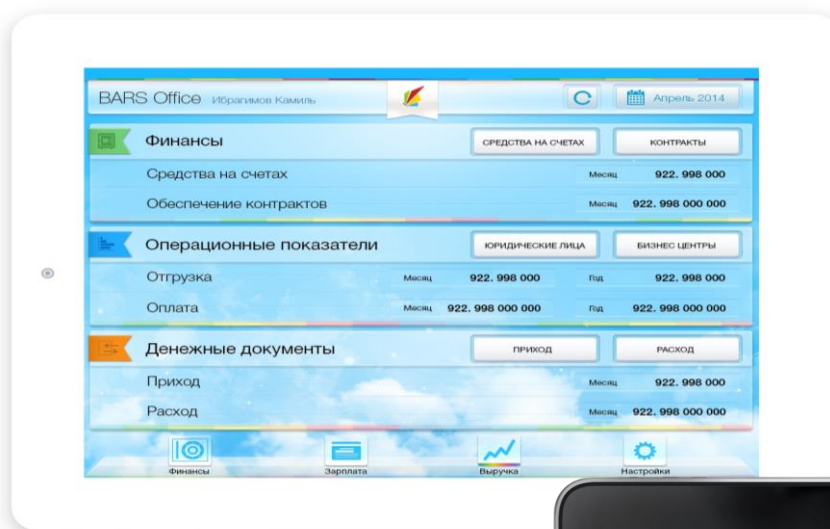 BARS Office Ибрагимов Камиль Апрель 2014
Финансы СРЕДСТВА НА СЧЕТАХ КОНТРАКТЫ
Средства на счетах Месяц 922. 998 000
Обеспечение контрактов Месяц 922. 998 000 000
Операционные показатели ЮРИДИЧЕСКИЕ ЛИЦА БИЗНЕС ЦЕНТРЫ
Отгрузка Месяц 922. 998 000 Год 922. 998 000
Оплата Месяц 922. 998 000 000 Год 922. 998 000 000
Денежные документы ПРИХОД РАСХОД
Приход Месяц 922. 998 000
Расход Месяц 922. 998 000 000
Финансы Зарплата Выручка Настройки